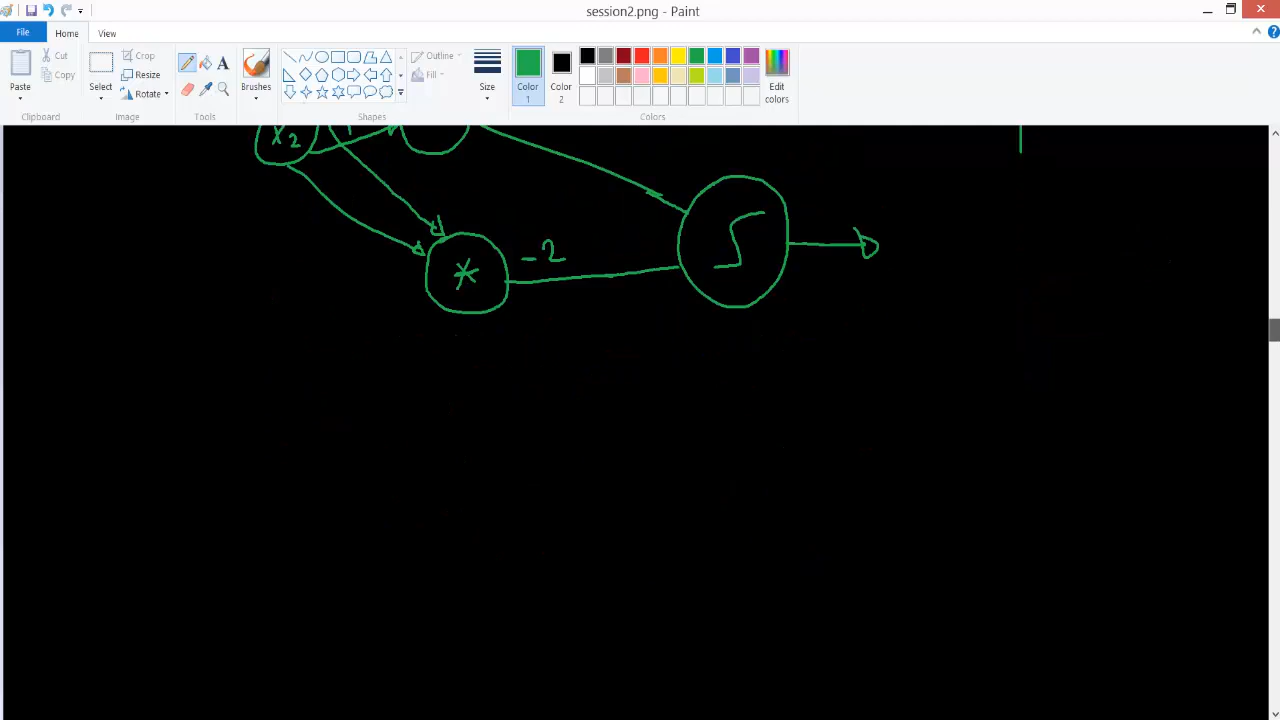 session2.png - Paint
File Home View
Cut
Copy
Paste
Clipboard
Crop
Resize
Rotate
Select
Image
Tools
Brushes
Outline
Fill
Shapes
Size
Color 1
Color 2
Edit colors
Colors
X2
* -2